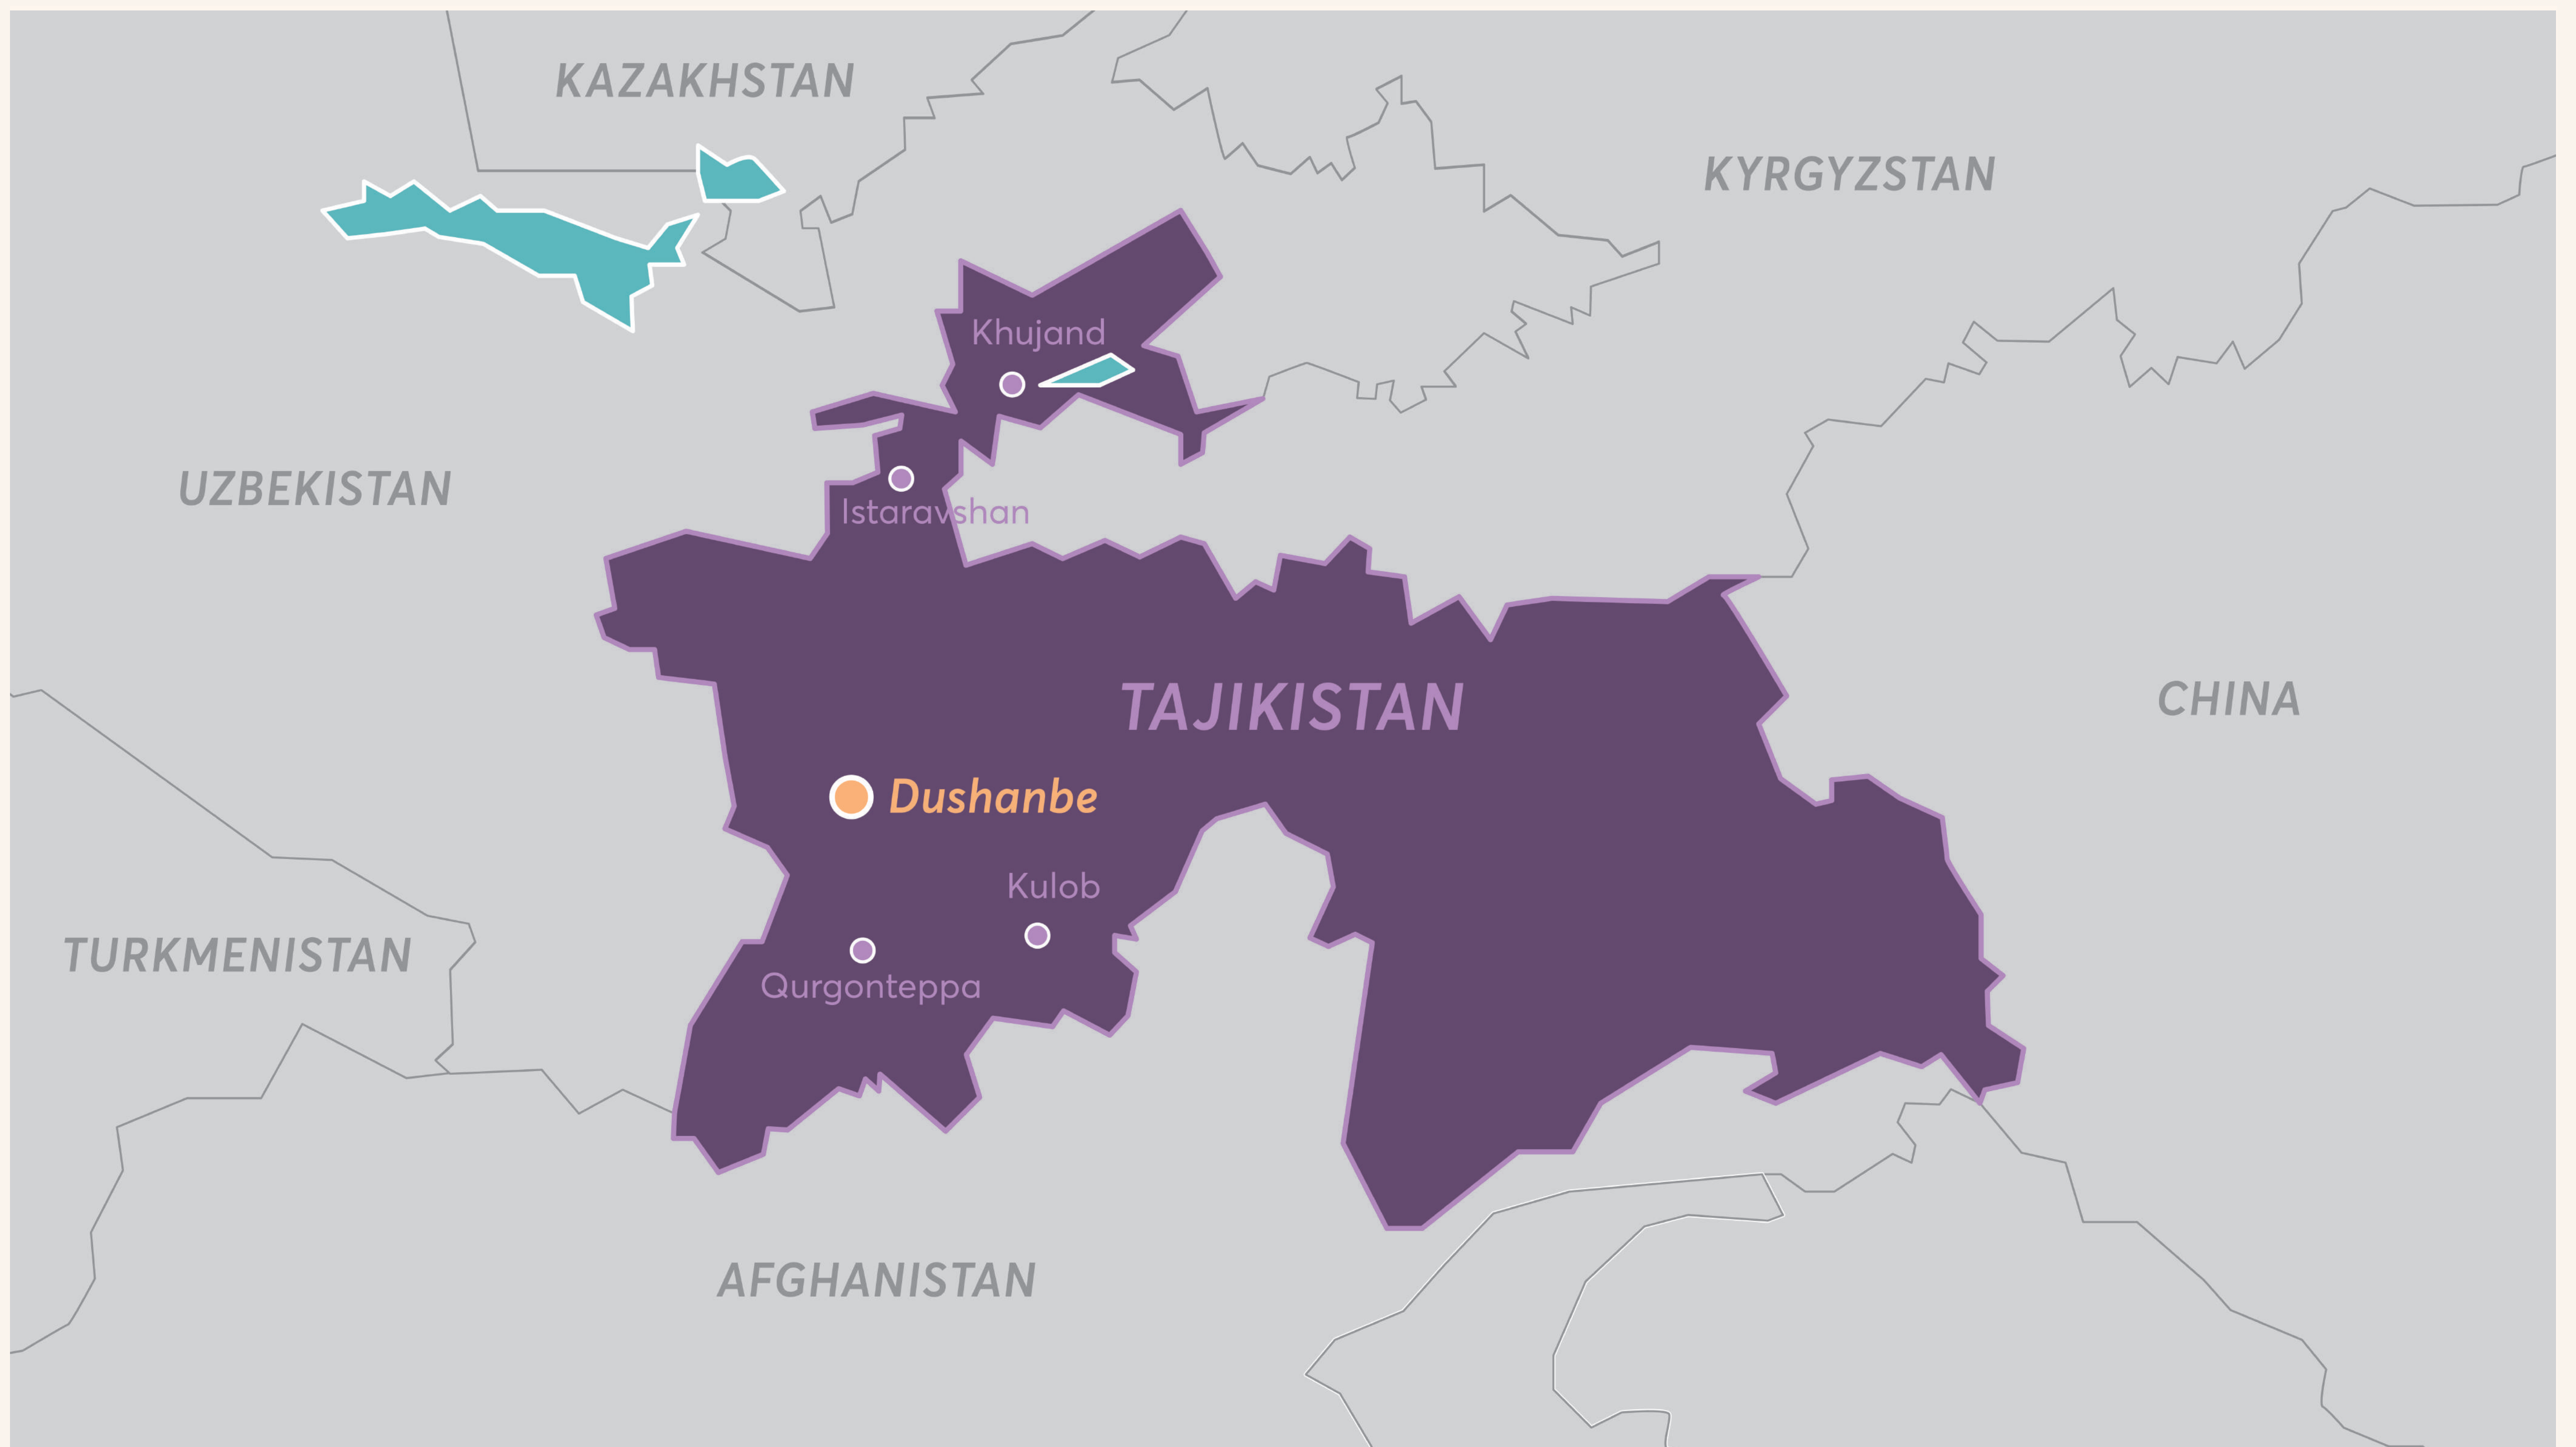 KAZAKHSTAN
KYRGYZSTAN
Khujand
UZBEKISTAN
Istaravshan
TAJIKISTAN
CHINA
Dushanbe
Kulob
TURKMENISTAN
Qurgonteppa
AFGHANISTAN